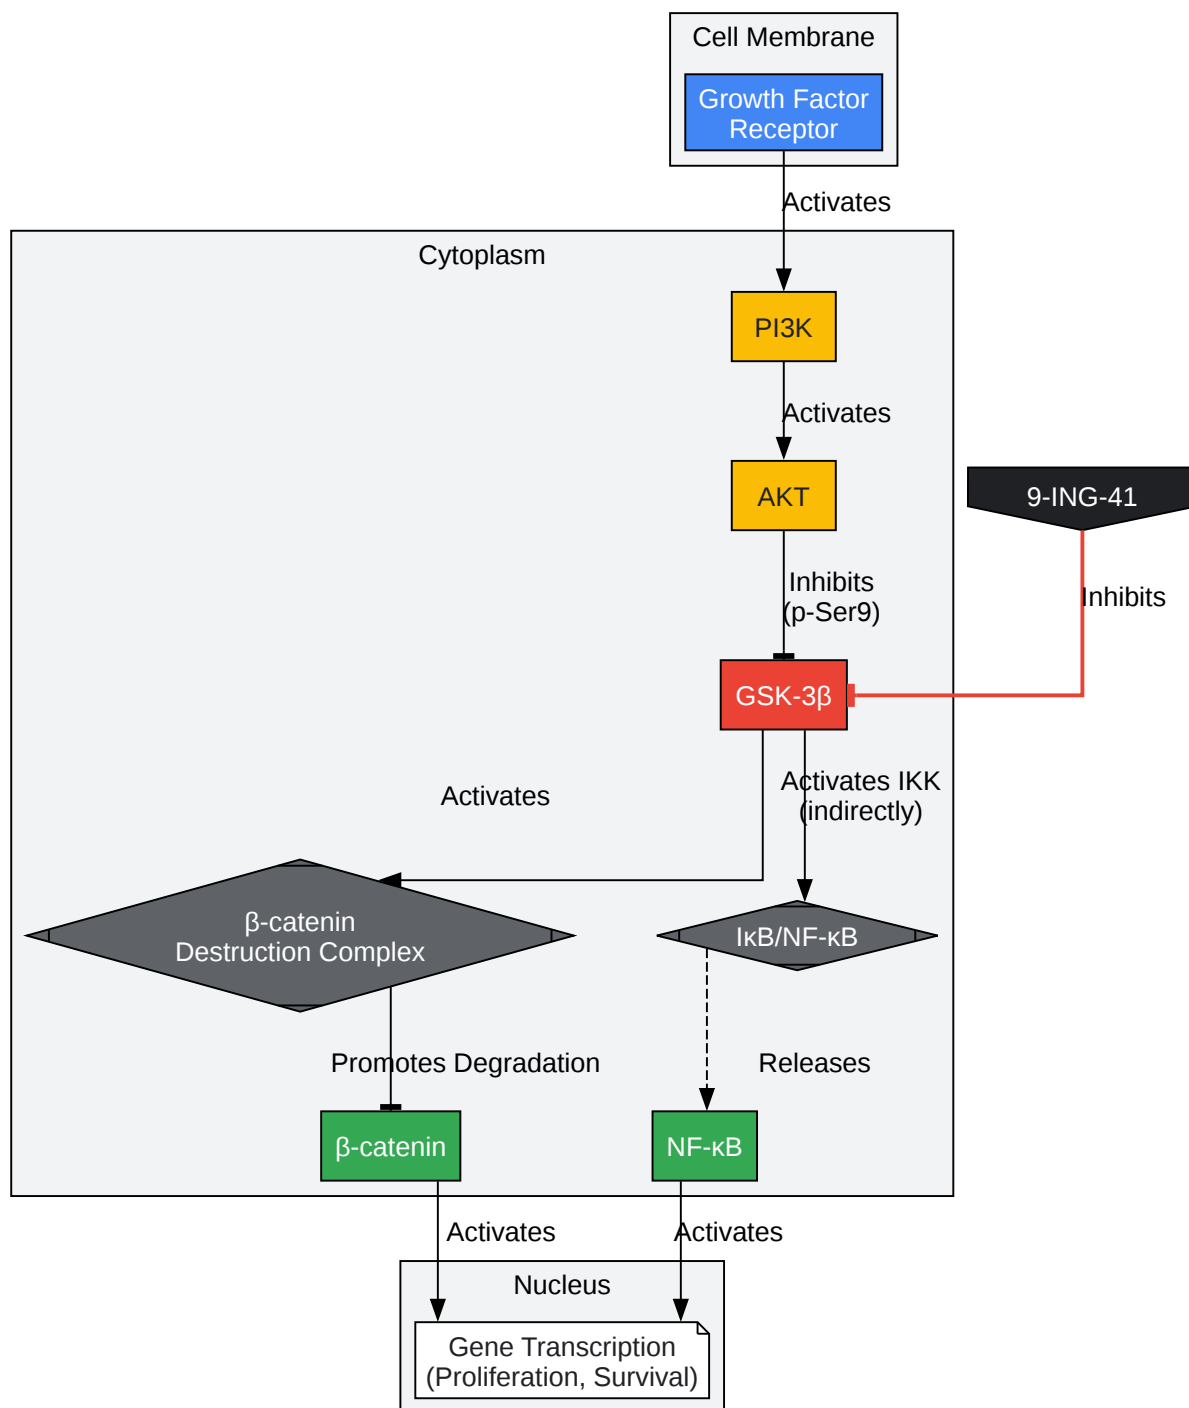 Cell Membrane
Growth Factor
Receptor
Activates
Cytoplasm
PI3K
Activates
AKT
9-ING-41
Inhibits
(p-Ser9)
Inhibits
GSK-3β
Activates
Activates IKK
(indirectly)
β-catenin
Destruction Complex
IκB/NF-κB
Promotes Degradation
Releases
β-catenin
NF-κB
Activates
Activates
Nucleus
Gene Transcription
(Proliferation, Survival)